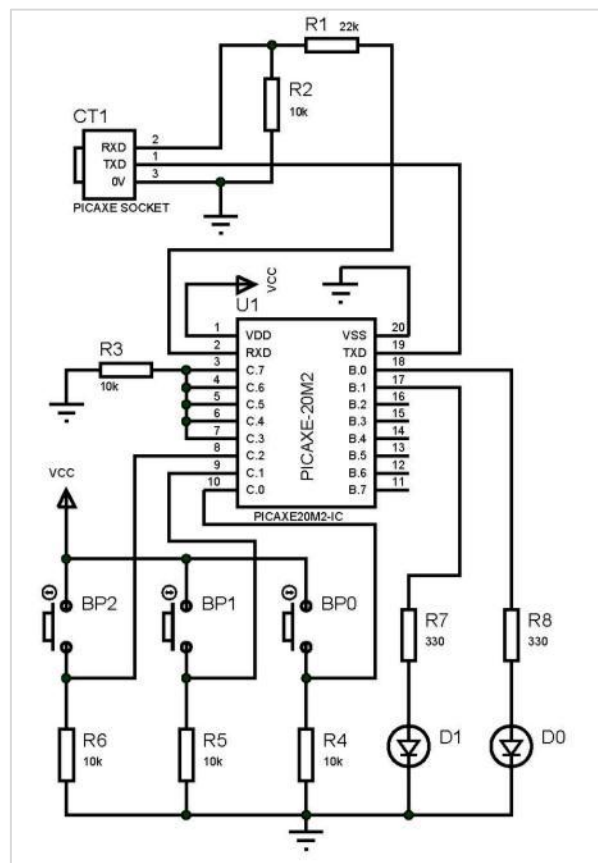 R1 22k
R2
10k
CT1
RXD 2
TXD 1
0V 3
PICAXE SOCKET
VCC
U1
1 VDD VSS 20
2 RXD TXD 19
3 C.7 B.0 18
4 C.6 B.1 17
5 C.5 B.2 16
6 C.4 B.3 15
7 C.3 B.4 14
8 C.2 B.5 13
9 C.1 B.6 12
10 C.0 B.7 11
PICAXE-20M2
PICAXE20M2-IC
R3
10k
VCC
BP2 BP1 BP0
R7
330
R8
330
R6
10k
R5
10k
R4
10k
D1 D0